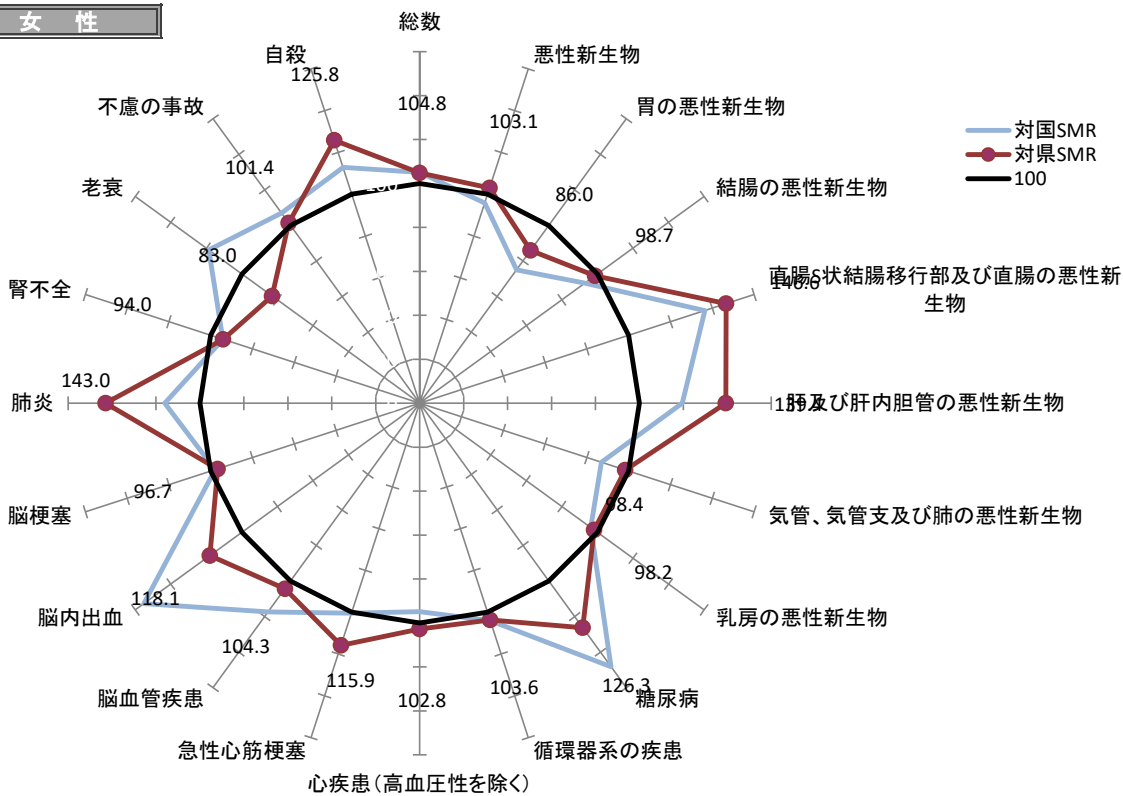 女 性
総数
自殺
125.8
悪性新生物
不慮の事故
104.8
103.1
胃の悪性新生物
対国SMR
対県SMR
100
101.4
老衰
86.0
結腸の悪性新生物
100
83.0
98.7
腎不全
94.0
146.6
直腸S状結腸移行部及び直腸の悪性新
生物
肺炎
143.0
肝及び肝内胆管の悪性新生物
脳梗塞
96.7
98.4
気管、気管支及び肺の悪性新生物
脳内出血
118.1
98.2
乳房の悪性新生物
脳血管疾患
104.3
126.3
糖尿病
115.9
102.8
103.6
急性心筋梗塞
循環器系の疾患
心疾患（高血圧性を除く）